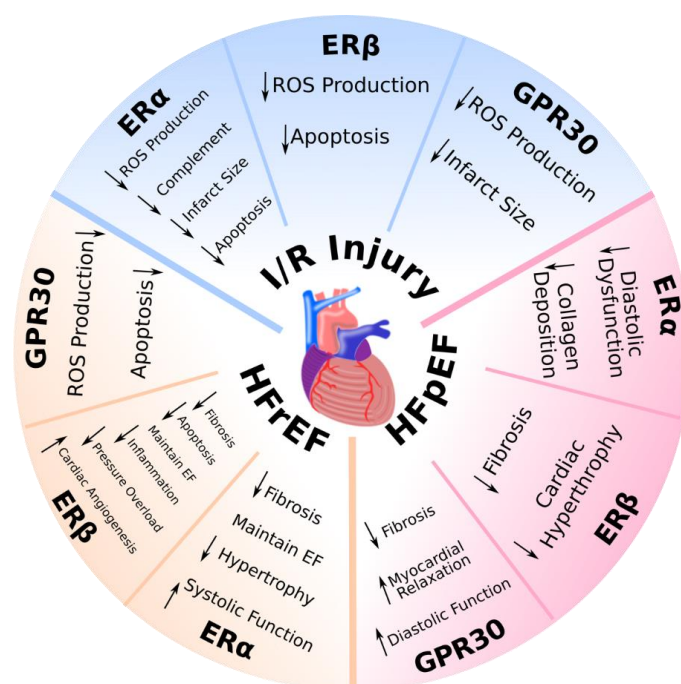 I/R Injury
ERα
↓ROS Production
↓Complement
↓Infarct Size
↓Apoptosis
ERβ
↓ROS Production
↓Apoptosis
GPR30
↓ROS Production
↓Infarct Size
HFpEF
ERα
↓Diastolic
Dysfunction
↓Collagen
Deposition
ERβ
↓Fibrosis
↓Cardiac
Hyperthrophy
GPR30
↓Fibrosis
↑Myocardial
Relaxation
↑Diastolic Function
HFrEF
ERα
↓Fibrosis
Maintain EF
↓Hypertrophy
↑Systolic Function
ERβ
↓Fibrosis
↓Apoptosis
Maintain EF
↓Inflammation
↓Pressure Overload
↑Cardiac Angiogenesis
GPR30
ROS Production↓
Apoptosis↓